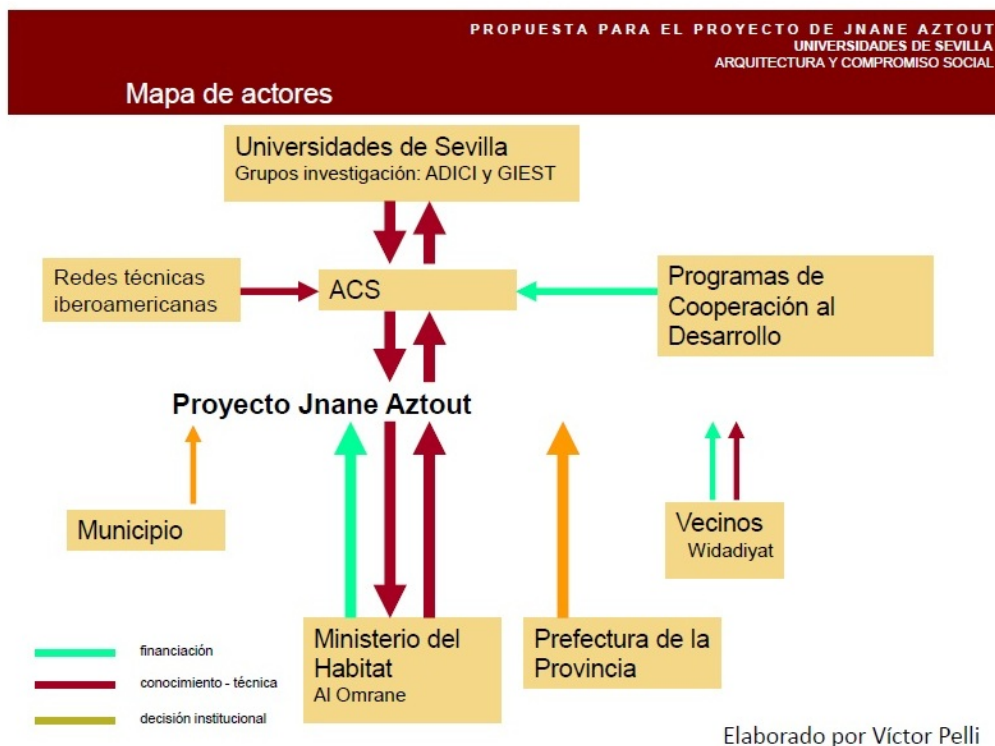 PROPUESTA PARA EL PROYECTO DE JNANE AZTOUT
UNIVERSIDADES DE SEVILLA
ARQUITECTURA Y COMPROMISO SOCIAL
Mapa de actores
Universidades de Sevilla
Grupos investigación: ADICI y GIEST
Redes técnicas
iberoamericanas
ACS
Programas de
Cooperación al
Desarrollo
Proyecto Jnane Aztout
Municipio
Vecinos
Widadiyat
Ministerio del
Habitat
Al Omrane
Prefectura de la
Provincia
financiación
conocimiento - técnica
decisión institucional
Elaborado por Víctor Pelli